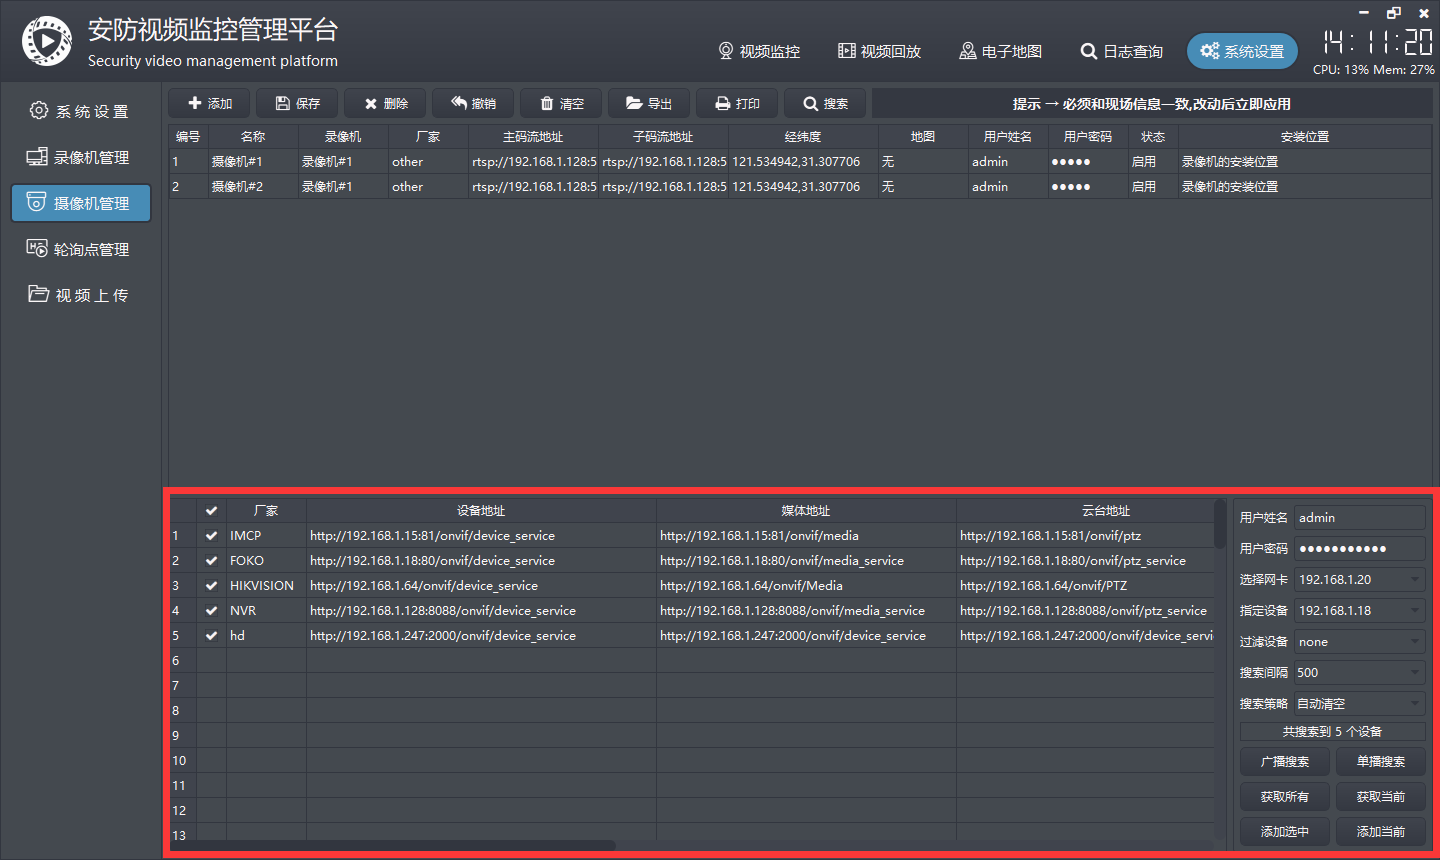 安防视频监控管理平台
Security video management platform
视频监控
视频回放
电子地图
日志查询
系统设置
14:11:20
CPU: 13% Mem: 27%
系统设置
录像机管理
摄像机管理
轮询点管理
视频上传
添加 保存 删除 撤销 清空 导出 打印 搜索
提示 → 必须和现场信息一致,改动后立即应用
编号 名称 录像机 厂家 主码流地址 子码流地址 经纬度 地图 用户姓名 用户密码 状态 安装位置
1 摄像机#1 录像机#1 other rtsp://192.168.1.128:5 rtsp://192.168.1.128:5 121.534942,31.307706 无 admin ●●●●● 启用 录像机的安装位置
2 摄像机#2 录像机#1 other rtsp://192.168.1.128:5 rtsp://192.168.1.128:5 121.534942,31.307706 无 admin ●●●●● 启用 录像机的安装位置
厂家 设备地址 媒体地址 云台地址
1 IMCP http://192.168.1.15:81/onvif/device_service http://192.168.1.15:81/onvif/media http://192.168.1.15:81/onvif/ptz
2 FOKO http://192.168.1.18:80/onvif/device_service http://192.168.1.18:80/onvif/media_service http://192.168.1.18:80/onvif/ptz_service
3 HIKVISION http://192.168.1.64/onvif/device_service http://192.168.1.64/onvif/Media http://192.168.1.64/onvif/PTZ
4 NVR http://192.168.1.128:8088/onvif/device_service http://192.168.1.128:8088/onvif/media_service http://192.168.1.128:8088/onvif/ptz_service
5 hd http://192.168.1.247:2000/onvif/device_service http://192.168.1.247:2000/onvif/device_service http://192.168.1.247:2000/onvif/device_servi
6
7
8
9
10
11
12
13
用户姓名 admin
用户密码 ●●●●●●●●●●●
选择网卡 192.168.1.20
指定设备 192.168.1.18
过滤设备 none
搜索间隔 500
搜索策略 自动清空
共搜索到 5 个设备
广播搜索 单播搜索
获取所有 获取当前
添加选中 添加当前